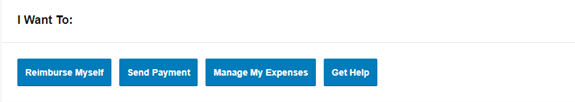 I Want To:
Reimburse Myself Send Payment Manage My Expenses Get Help